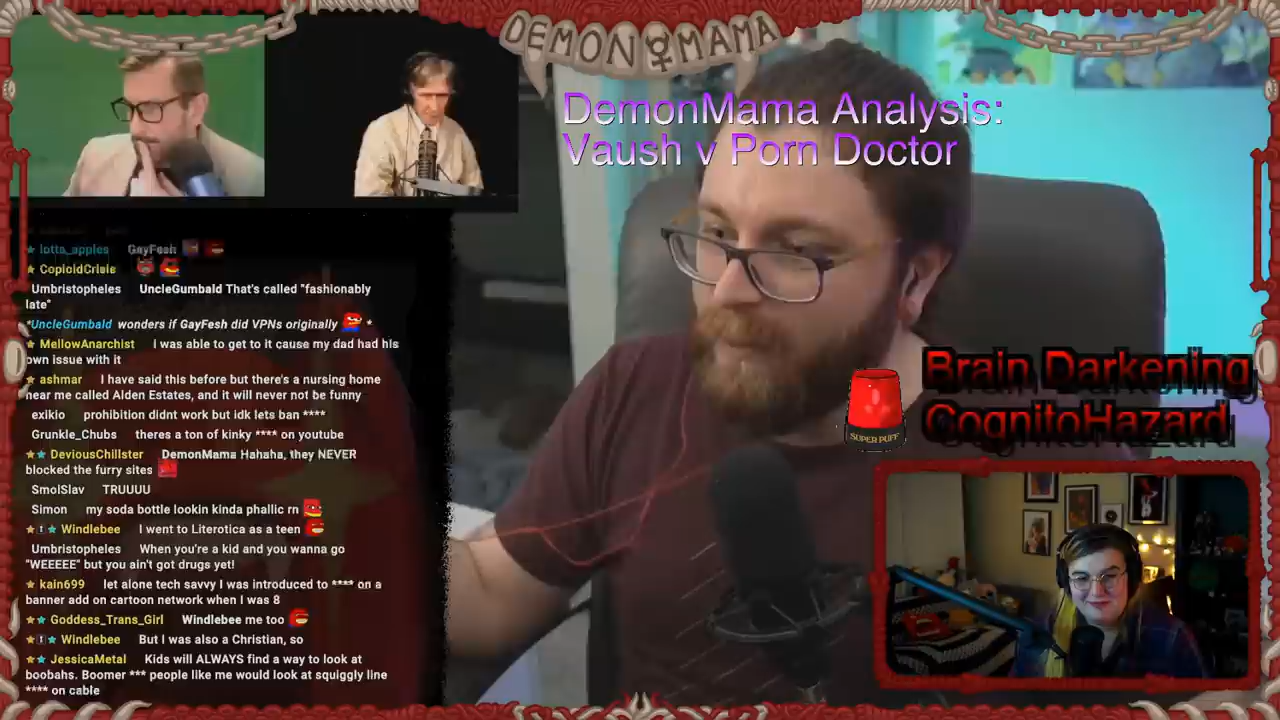 DEMON MAMA
DemonMama Analysis:
Vaush v Porn Doctor
lotta_apples GayFesh
CopioidCrisis
Umbristopheles UncleGumbald That's called "fashionably
late"
*UncleGumbald wonders if GayFesh did VPNs originally *
MellowAnarchist I was able to get to it cause my dad had his
own issue with it
ashmar I have said this before but there's a nursing home
near me called Alden Estates, and it will never not be funny
exikio prohibition didnt work but idk lets ban ****
Grunkle_Chubs theres a ton of kinky **** on youtube
DeviousChillster DemonMama Hahaha, they NEVER
blocked the furry sites
SmolSlav TRUUUU
Simon my soda bottle lookin kinda phallic rn
Windlebee I went to Literotica as a teen
Umbristopheles When you're a kid and you wanna go
"WEEEEE" but you ain't got drugs yet!
kain699 let alone tech savvy I was introduced to **** on a
banner add on cartoon network when I was 8
Goddess_Trans_Girl Windlebee me too
Windlebee But I was also a Christian, so
JessicaMetal Kids will ALWAYS find a way to look at
boobahs. Boomer *** people like me would look at squiggly line
**** on cable
Brain Darkening
CognitoHazard
SUPER PUFF